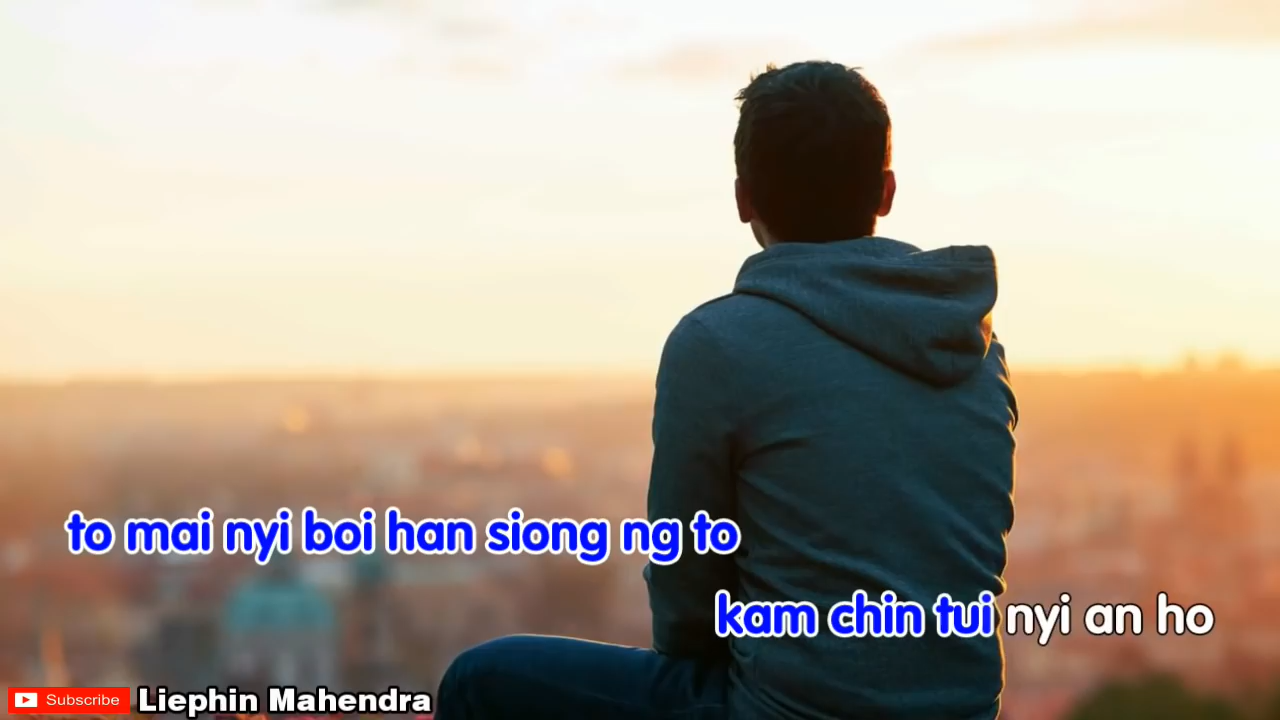 to mai nyi boi han siong ng to
kam chin tui nyi an ho
Subscribe
Liephin Mahendra